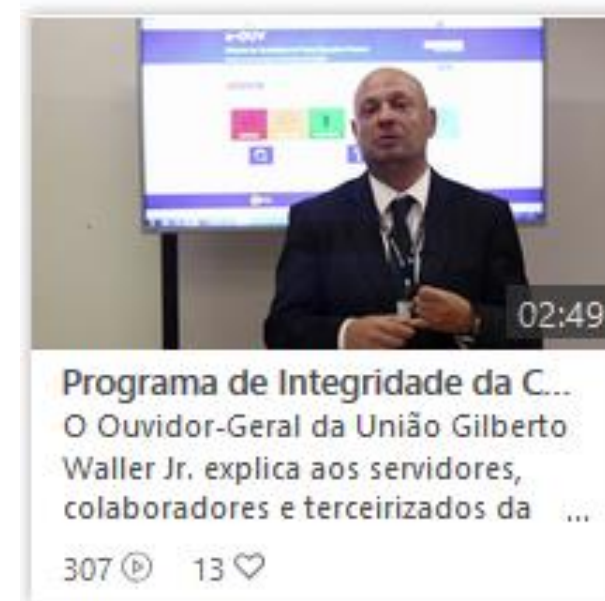 e-OUV
02:49
Programa de Integridade da C...
O Ouvidor-Geral da União Gilberto
Waller Jr. explica aos servidores,
colaboradores e terceirizados da ...
307 13